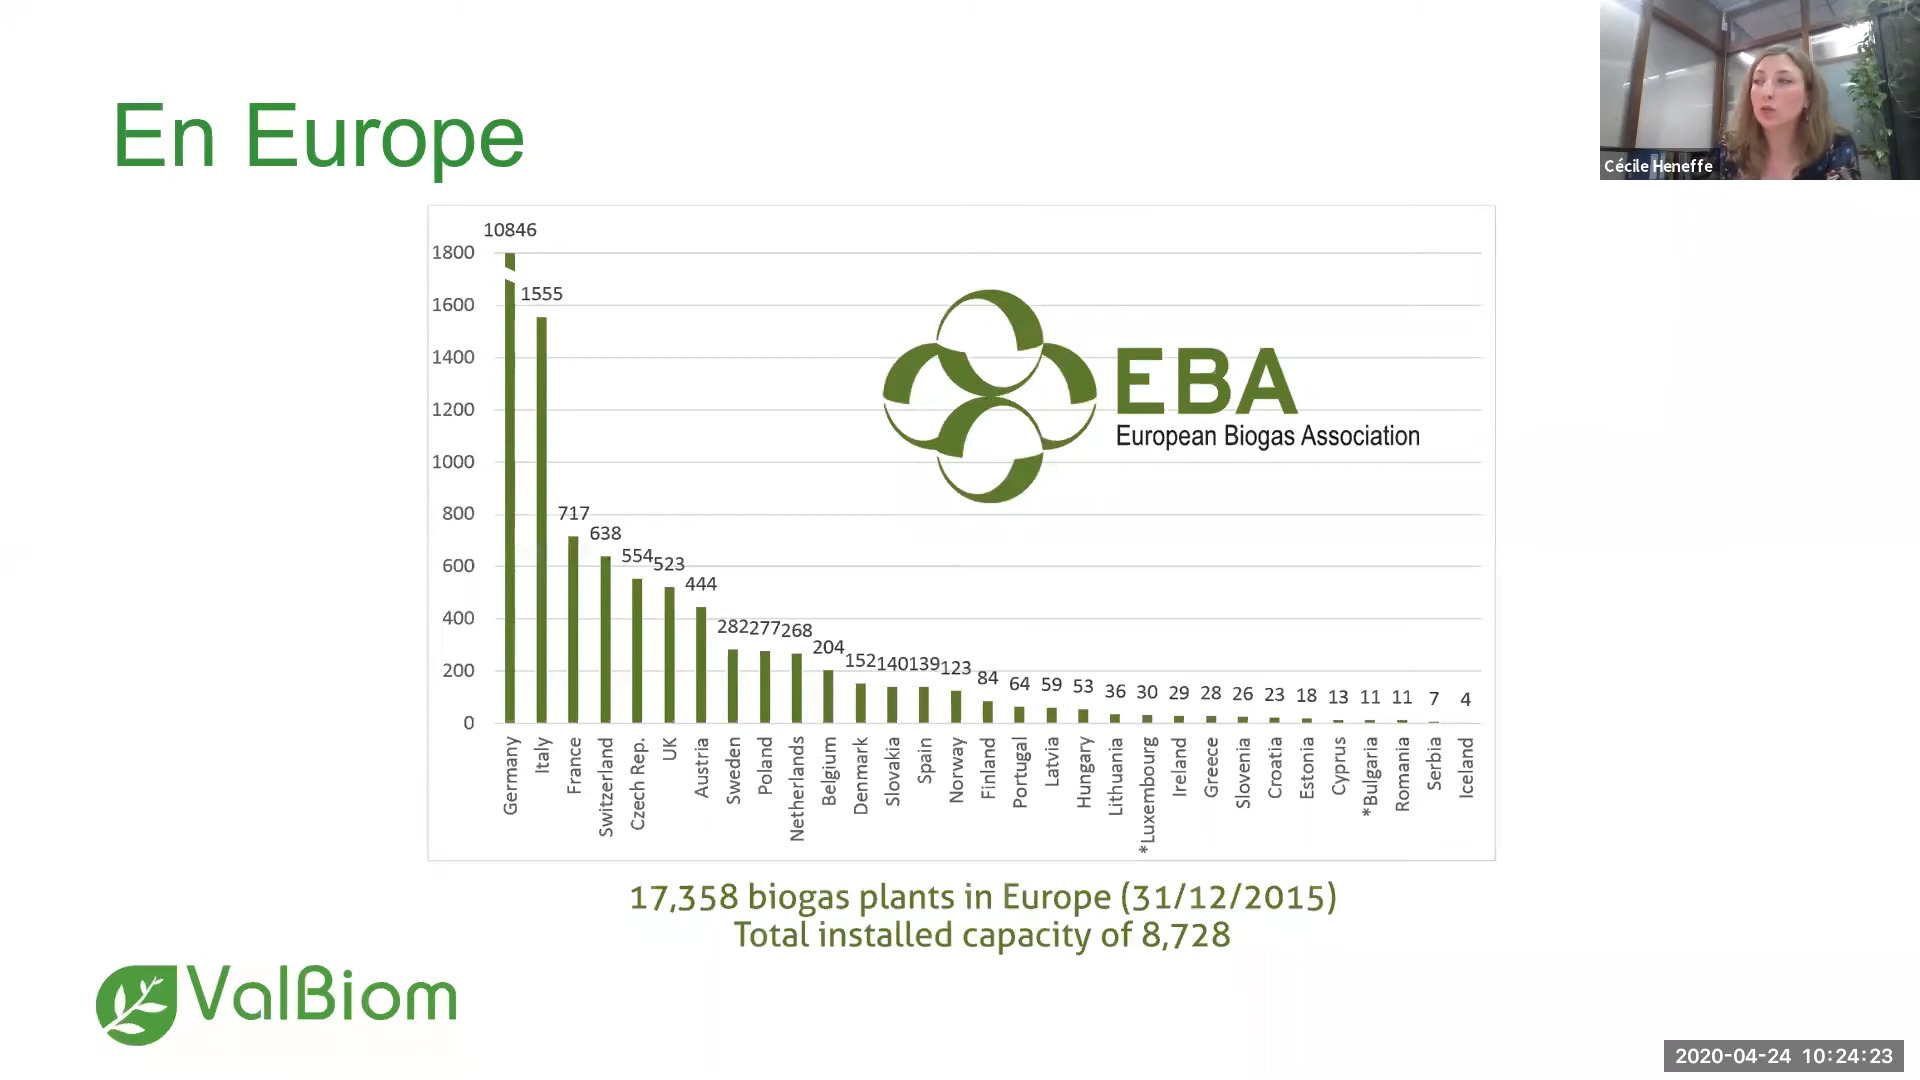 En Europe
Cécile Heneffe
10846
1800
1555
1600
1400
1200
1000
800
600
400
200
0
717
638
554
523
444
282
277
268
204
152
140
139
123
84
64
59
53
36
30
29
28
26
23
18
13
11
11
7
4
EBA
European Biogas Association
Germany
Italy
France
Switzerland
Czech Rep.
UK
Austria
Sweden
Poland
Netherlands
Belgium
Denmark
Slovakia
Spain
Norway
Finland
Portugal
Latvia
Hungary
Lithuania
*Luxembourg
Ireland
Greece
Slovenia
Croatia
Estonia
Cyprus
*Bulgaria
Romania
Serbia
Iceland
17,358 biogas plants in Europe (31/12/2015)
Total installed capacity of 8,728
ValBiom
2020-04-24 10:24:23